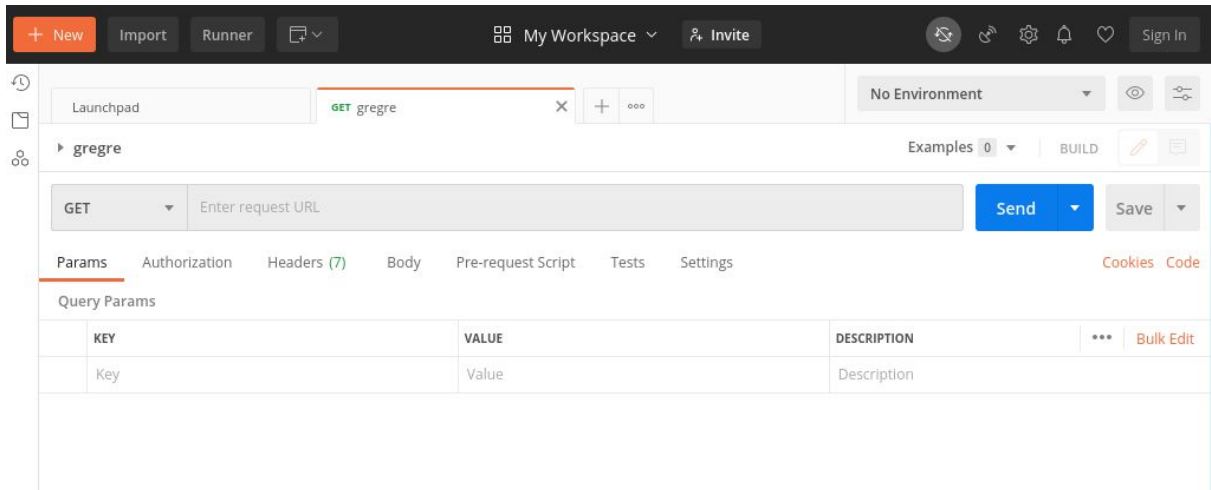 + New Import Runner My Workspace Invite Sign In
Launchpad GET gregre No Environment
gregre Examples 0 BUILD
GET Enter request URL Send Save
Params Authorization Headers (7) Body Pre-request Script Tests Settings Cookies Code
Query Params
KEY VALUE DESCRIPTION Bulk Edit
Key Value Description